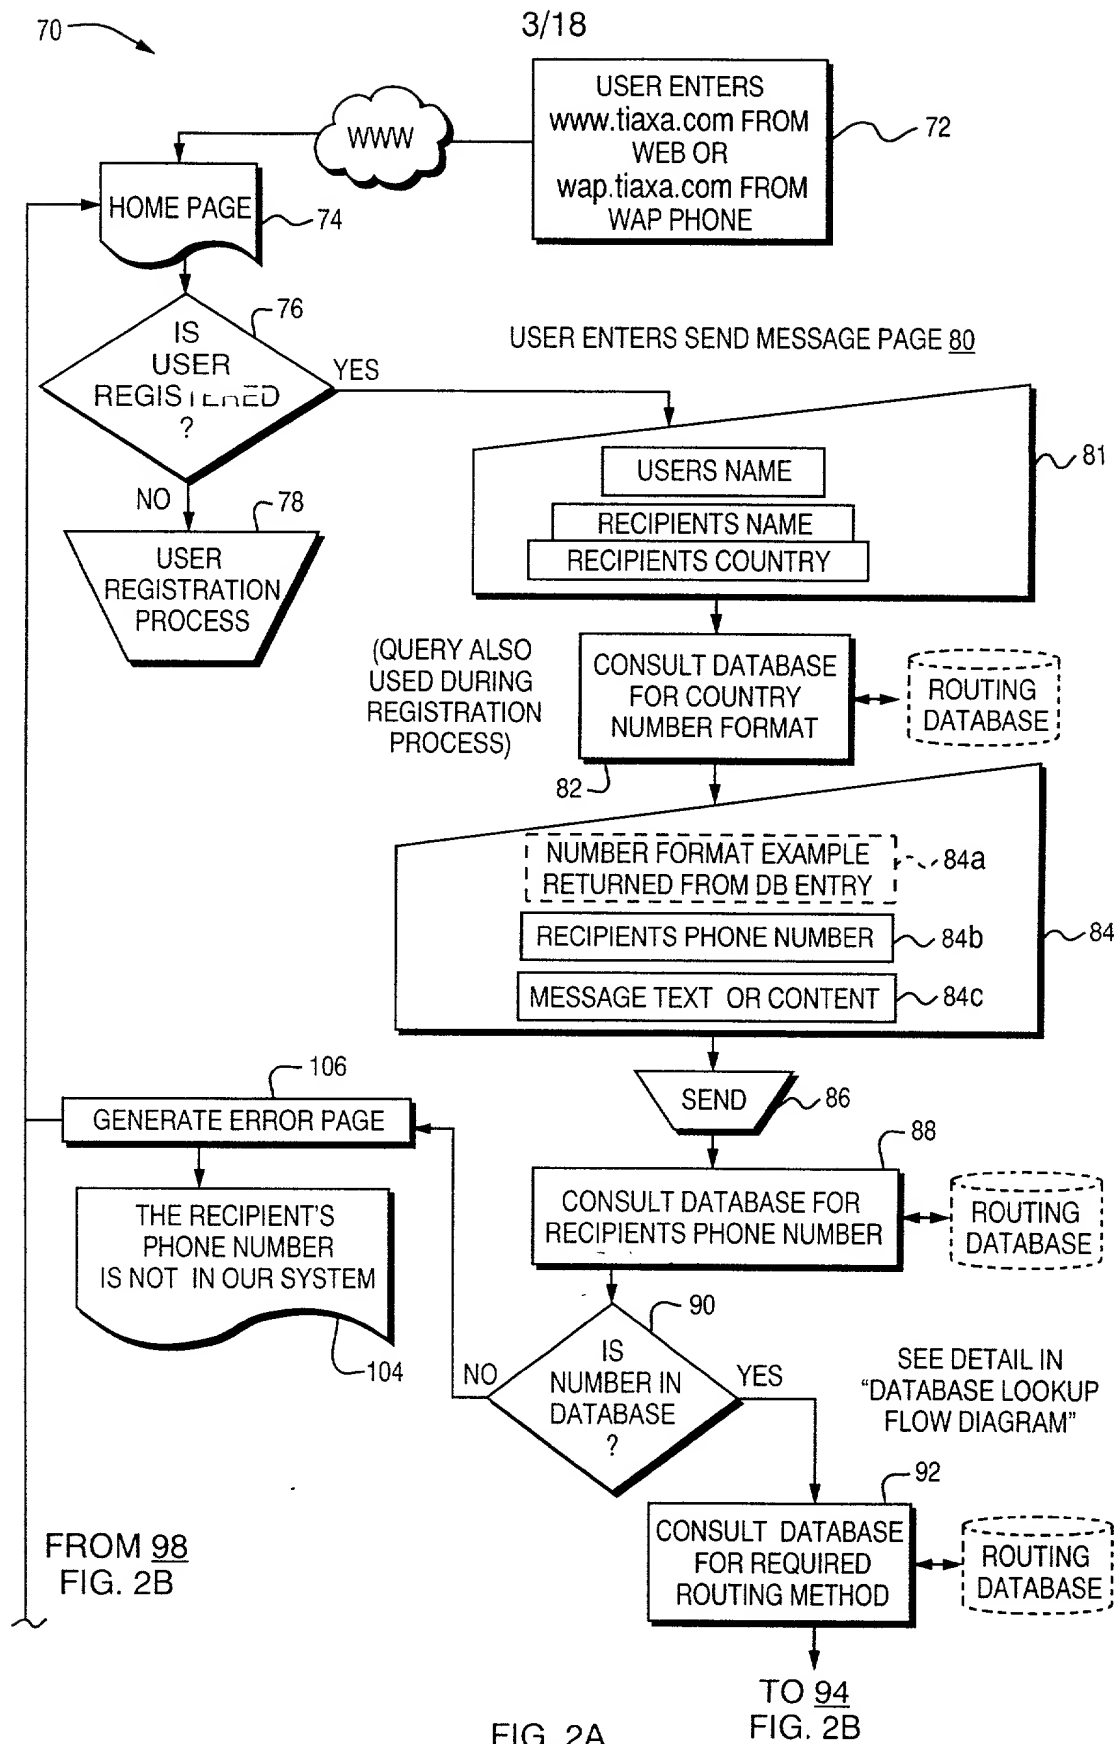 3/18
70
USER ENTERS
www.tiaxa.com FROM
WEB OR
wap.tiaxa.com FROM
WAP PHONE
72
WWW
HOME PAGE
74
76
IS
USER
REGISTERED
?
YES
NO
78
USER
REGISTRATION
PROCESS
USER ENTERS SEND MESSAGE PAGE 80
USERS NAME
RECIPIENTS NAME
RECIPIENTS COUNTRY
81
(QUERY ALSO
USED DURING
REGISTRATION
PROCESS)
CONSULT DATABASE
FOR COUNTRY
NUMBER FORMAT
82
ROUTING
DATABASE
NUMBER FORMAT EXAMPLE
RETURNED FROM DB ENTRY
84a
RECIPIENTS PHONE NUMBER
84b
84
MESSAGE TEXT OR CONTENT
84c
SEND
86
106
GENERATE ERROR PAGE
THE RECIPIENT'S
PHONE NUMBER
IS NOT IN OUR SYSTEM
104
88
CONSULT DATABASE FOR
RECIPIENTS PHONE NUMBER
ROUTING
DATABASE
90
IS
NUMBER IN
DATABASE
?
NO
YES
SEE DETAIL IN
“DATABASE LOOKUP
FLOW DIAGRAM”
92
CONSULT DATABASE
FOR REQUIRED
ROUTING METHOD
ROUTING
DATABASE
FROM 98
FIG. 2B
TO 94
FIG. 2B
FIG. 2A